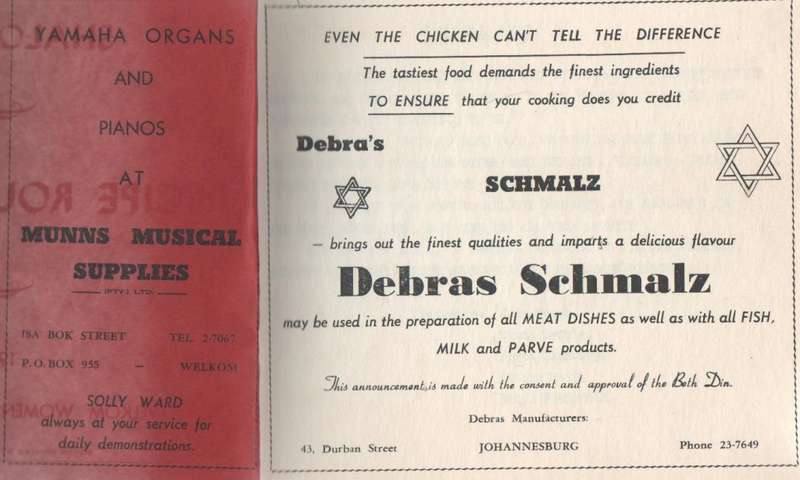 YAMAHA ORGANS
AND
PIANOS
AT
MUNNS MUSICAL
SUPPLIES
(PTY.) LTD.
18A BOK STREET TEL. 2-7067
P.O. BOX 955 – WELKOM
SOLLY WARD
always at your service for
daily demonstrations.
EVEN THE CHICKEN CAN'T TELL THE DIFFERENCE
The tastiest food demands the finest ingredients
TO ENSURE that your cooking does you credit
Debra's
SCHMALZ
– brings out the finest qualities and imparts a delicious flavour
Debras Schmalz
may be used in the preparation of all MEAT DISHES as well as with all FISH,
MILK and PARVE products.
This announcement is made with the consent and approval of the Beth Din.
Debras Manufacturers:
43, Durban Street JOHANNESBURG Phone 23-7649